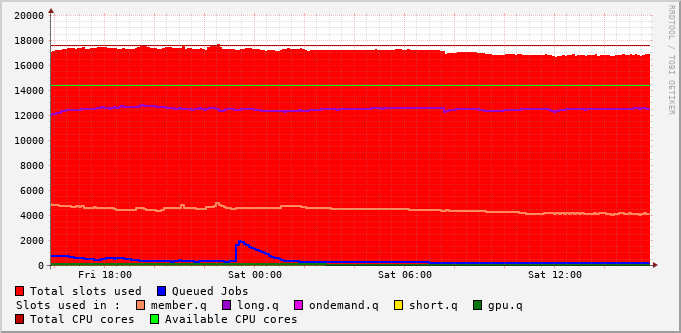 20000
18000
16000
14000
12000
10000
8000
6000
4000
2000
0
Fri 18:00 Sat 00:00 Sat 06:00 Sat 12:00
Total slots used Queued Jobs
Slots used in : member.q long.q ondemand.q short.q gpu.q
Total CPU cores Available CPU cores
RRDTOOL / TOBI OETIKER